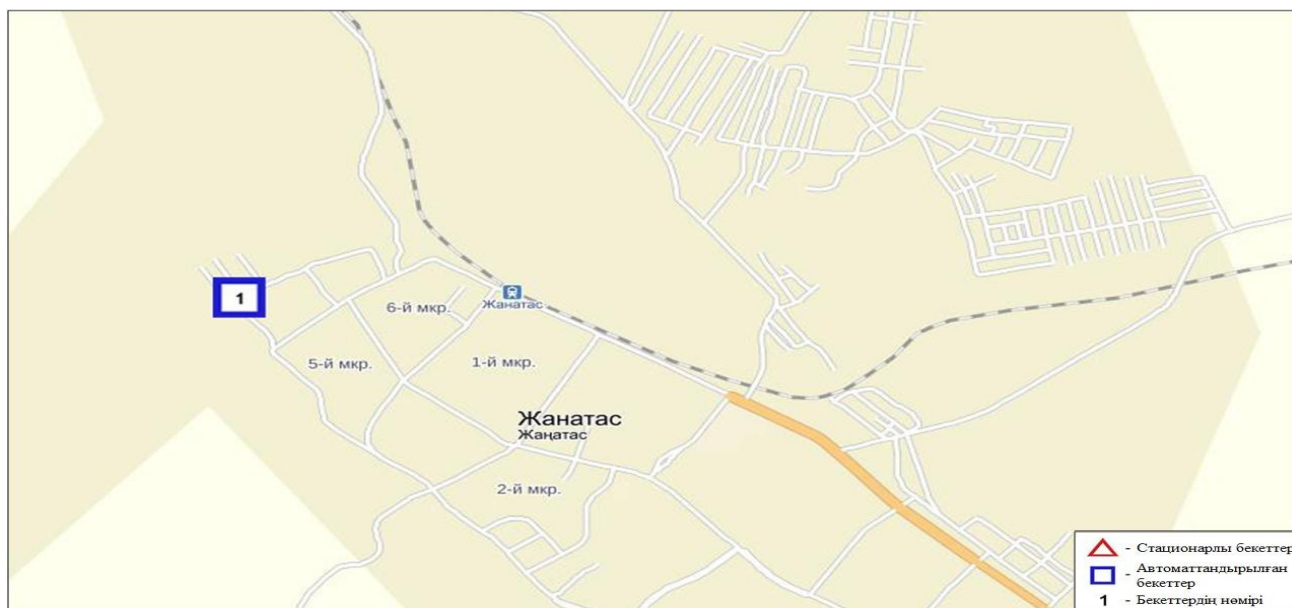 1
Жанатас
6-й мкр.
5-й мкр.
1-й мкр.
Жанатас
Жаңатас
2-й мкр.
- Стационарлы бекеттер
- Автоматтандырылған
бекеттер
1 - Бекеттердің нөмірі